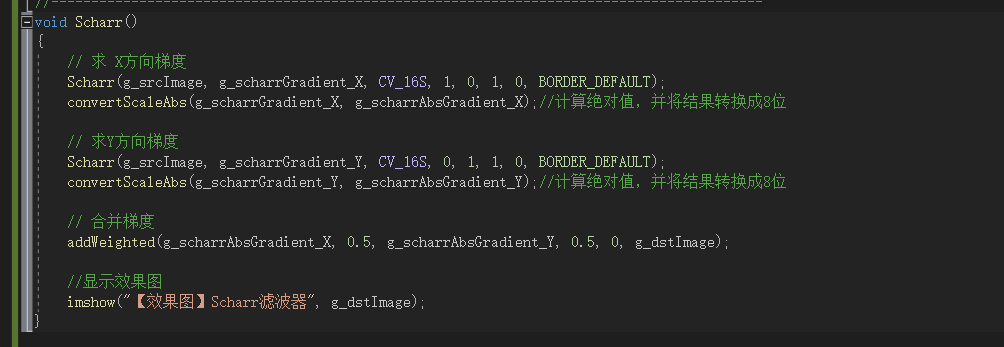 //-----------------------------------------------------------------------------------------
void Scharr()
{
// 求 X方向梯度
Scharr(g_srcImage, g_scharrGradient_X, CV_16S, 1, 0, 1, 0, BORDER_DEFAULT);
convertScaleAbs(g_scharrGradient_X, g_scharrAbsGradient_X);//计算绝对值，并将结果转换成8位
// 求Y方向梯度
Scharr(g_srcImage, g_scharrGradient_Y, CV_16S, 0, 1, 1, 0, BORDER_DEFAULT);
convertScaleAbs(g_scharrGradient_Y, g_scharrAbsGradient_Y);//计算绝对值，并将结果转换成8位
// 合并梯度
addWeighted(g_scharrAbsGradient_X, 0.5, g_scharrAbsGradient_Y, 0.5, 0, g_dstImage);
//显示效果图
imshow("【效果图】Scharr滤波器", g_dstImage);
}